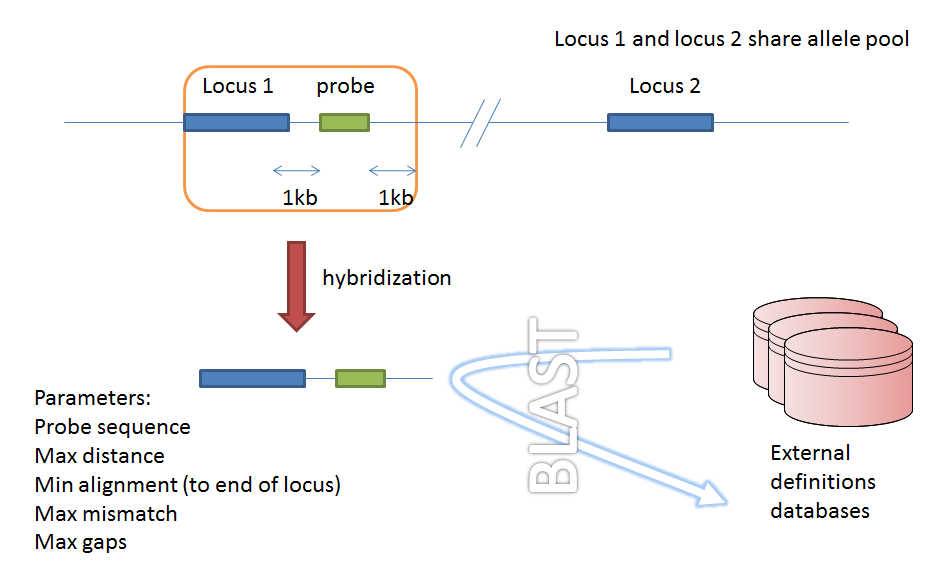 Locus 1 and locus 2 share allele pool
Locus 1
probe
Locus 2
1kb
1kb
hybridization
BLAST
Parameters:
Probe sequence
Max distance
Min alignment (to end of locus)
Max mismatch
Max gaps
External
definitions
databases